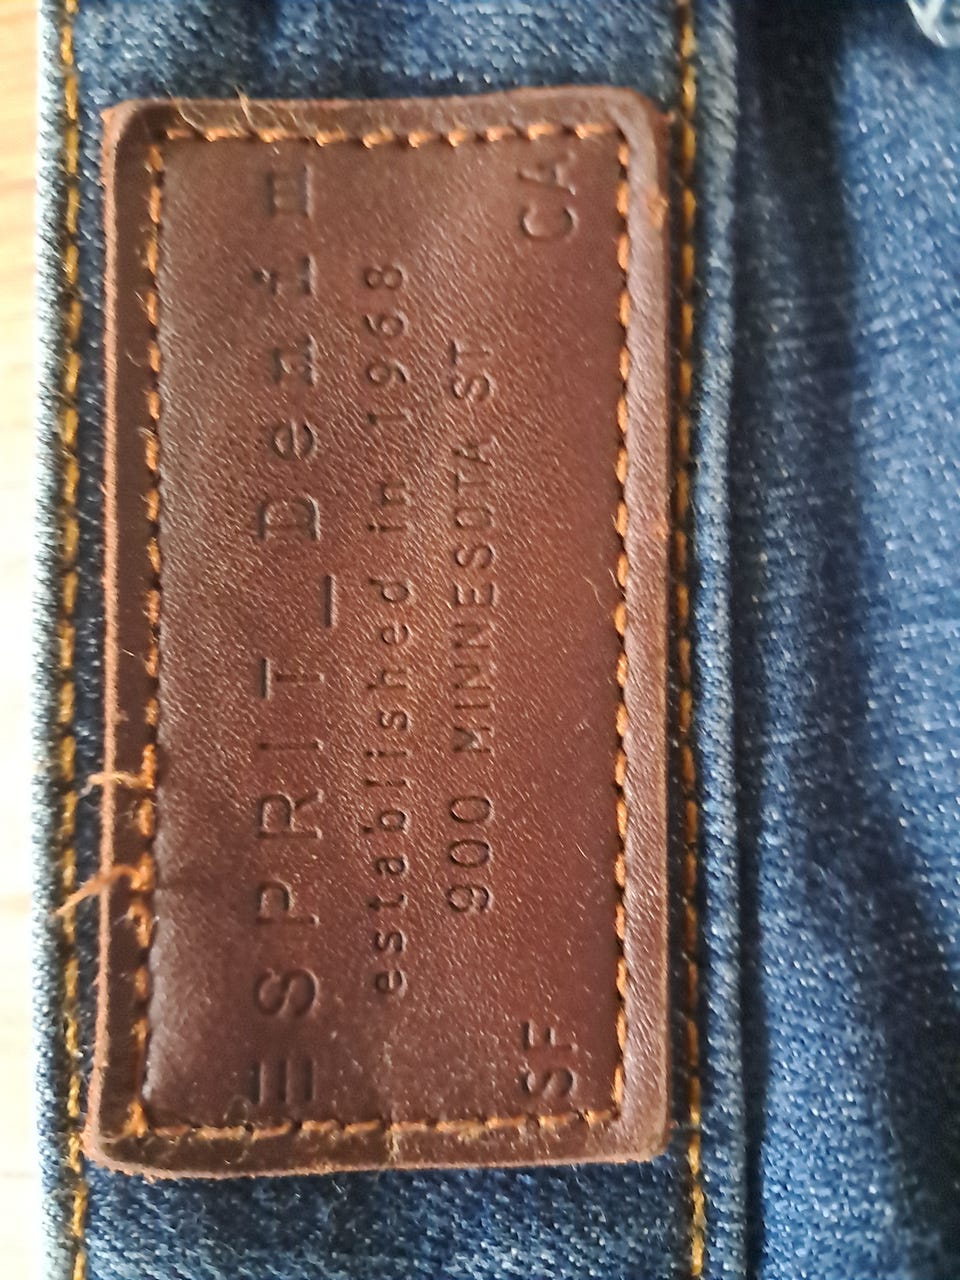 ESPRIT_Denim
established in 1968
900 MINNESOTA ST
SF CA